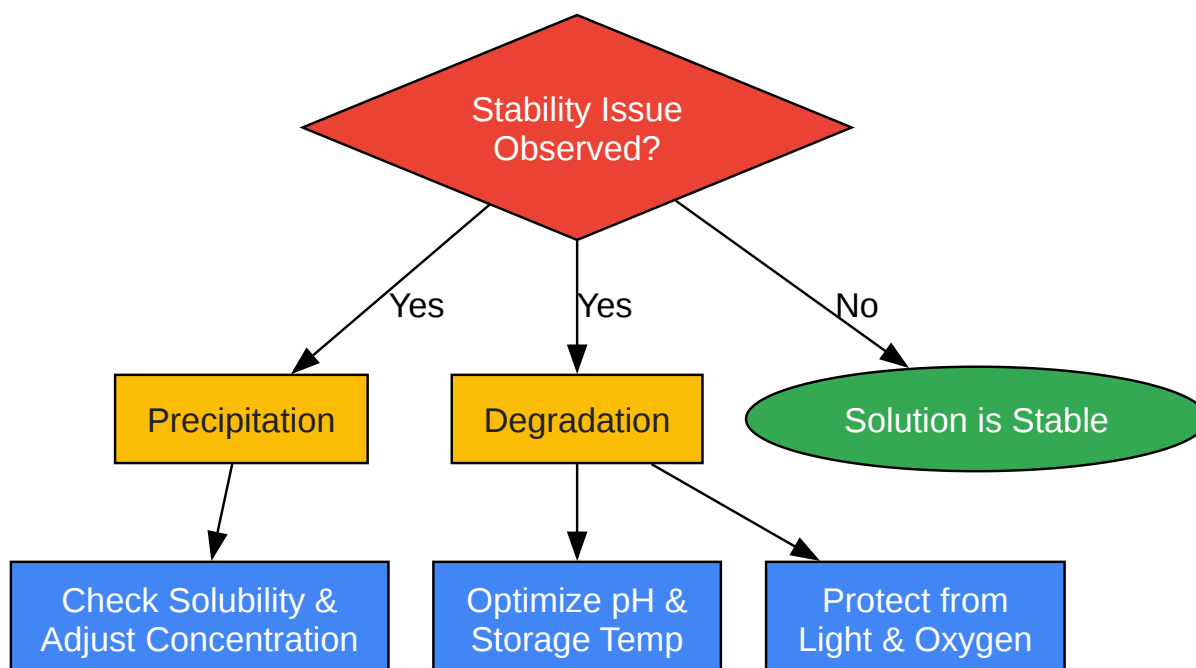 Stability Issue
Observed?
Yes
Yes
No
Precipitation
Degradation
Solution is Stable
Check Solubility &
Adjust Concentration
Optimize pH &
Storage Temp
Protect from
Light & Oxygen